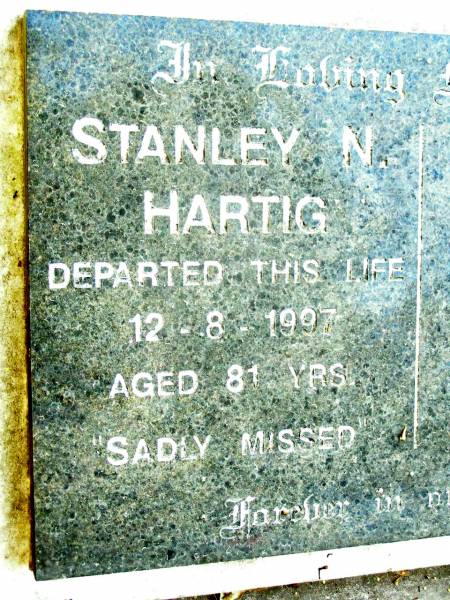 In Loving
STANLEY N.
HARTIG
DEPARTED THIS LIFE
12-8-1997
AGED 81 YRS.
"SADLY MISSED"
Forever in